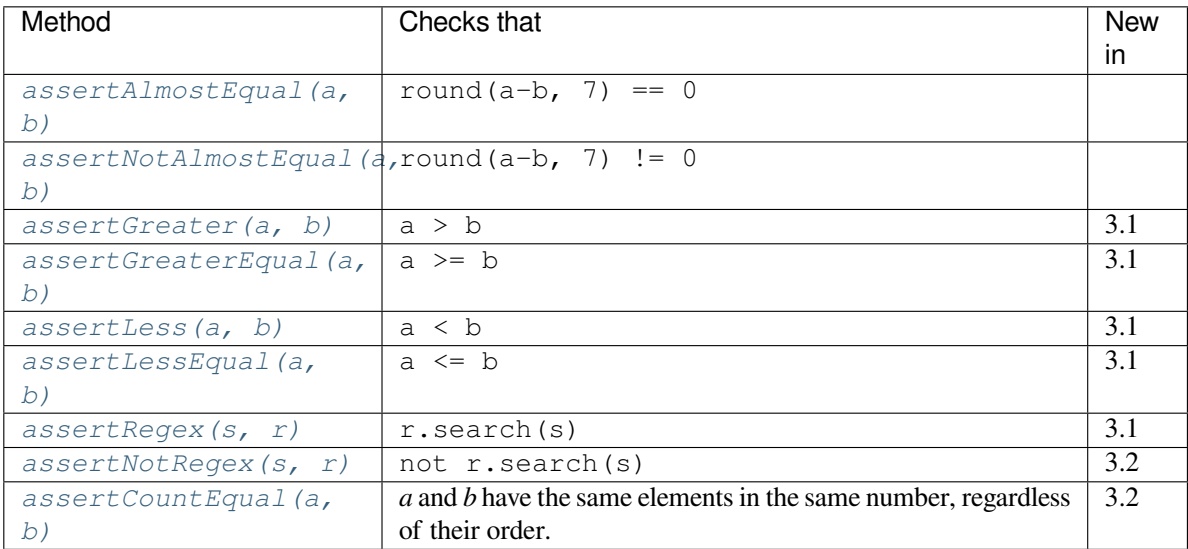 Method Checks that New
in
assertAlmostEqual(a, round(a-b, 7) == 0
b)
assertNotAlmostEqual(a, round(a-b, 7) != 0
b)
assertGreater(a, b) a > b 3.1
assertGreaterEqual(a, a >= b 3.1
b)
assertLess(a, b) a < b 3.1
assertLessEqual(a, a <= b 3.1
b)
assertRegex(s, r) r.search(s) 3.1
assertNotRegex(s, r) not r.search(s) 3.2
assertCountEqual(a, a and b have the same elements in the same number, regardless 3.2
b) of their order.